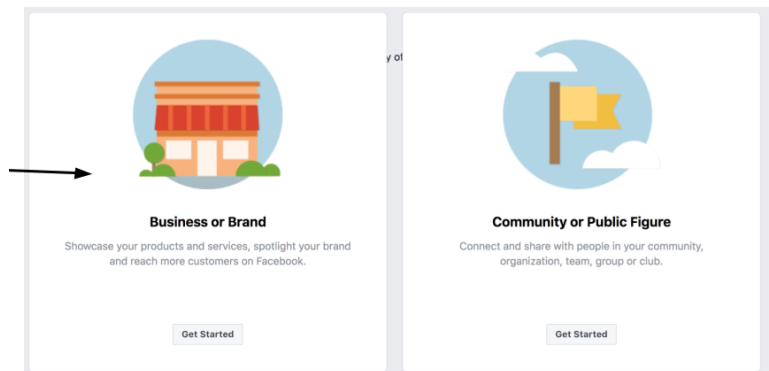 y of
Business or Brand
Showcase your products and services, spotlight your brand
and reach more customers on Facebook.
Get Started
Community or Public Figure
Connect and share with people in your community,
organization, team, group or club.
Get Started